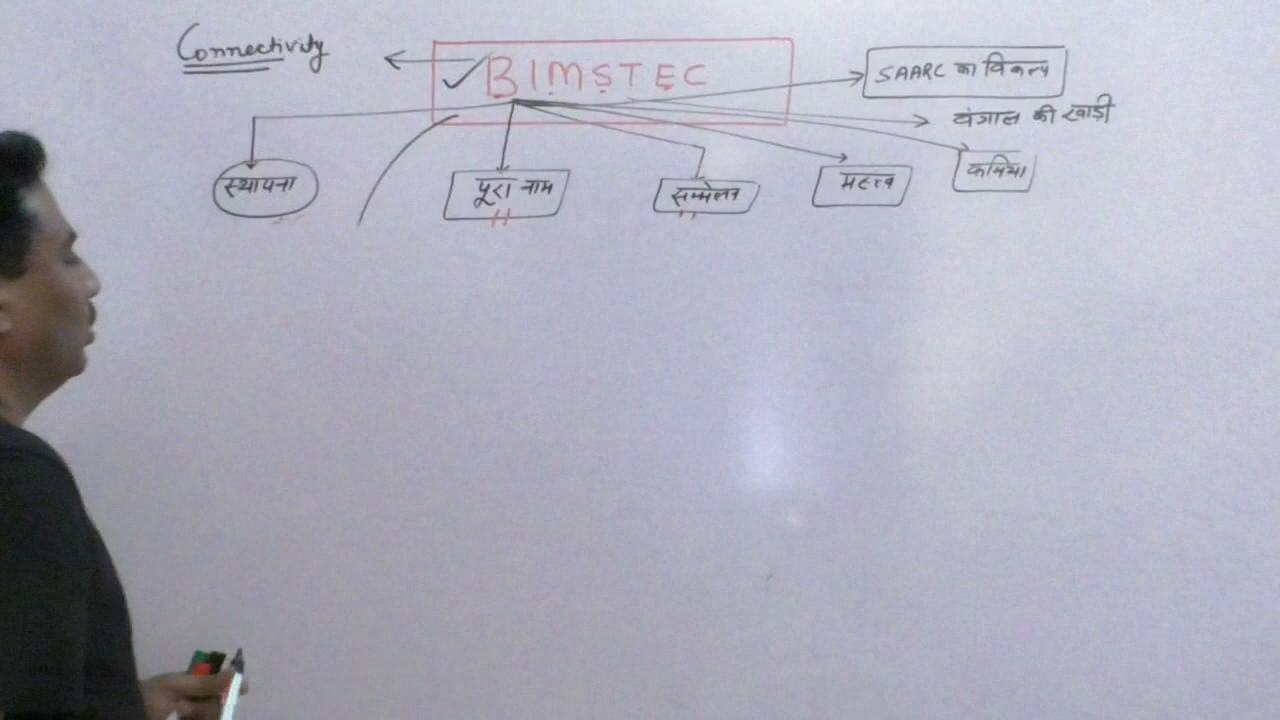 Connectivity
BIMSTEC
SAARC का विकल्प
बंगाल की खाड़ी
स्थापना
पूरा नाम
सम्मेलन
महत्व
कमियां